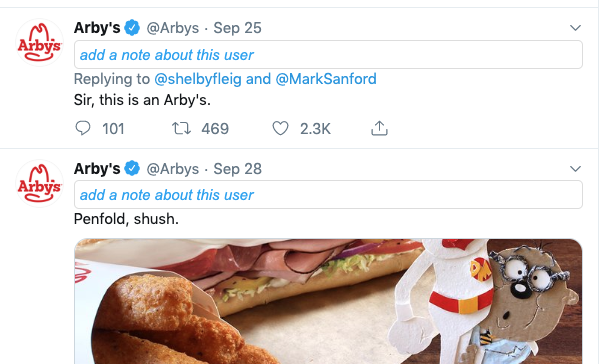 Arby's @Arbys · Sep 25
Arby's
add a note about this user
Replying to @shelbyfleig and @MarkSanford
Sir, this is an Arby's.
101 469 2.3K
Arby's @Arbys · Sep 28
Arby's
add a note about this user
Penfold, shush.